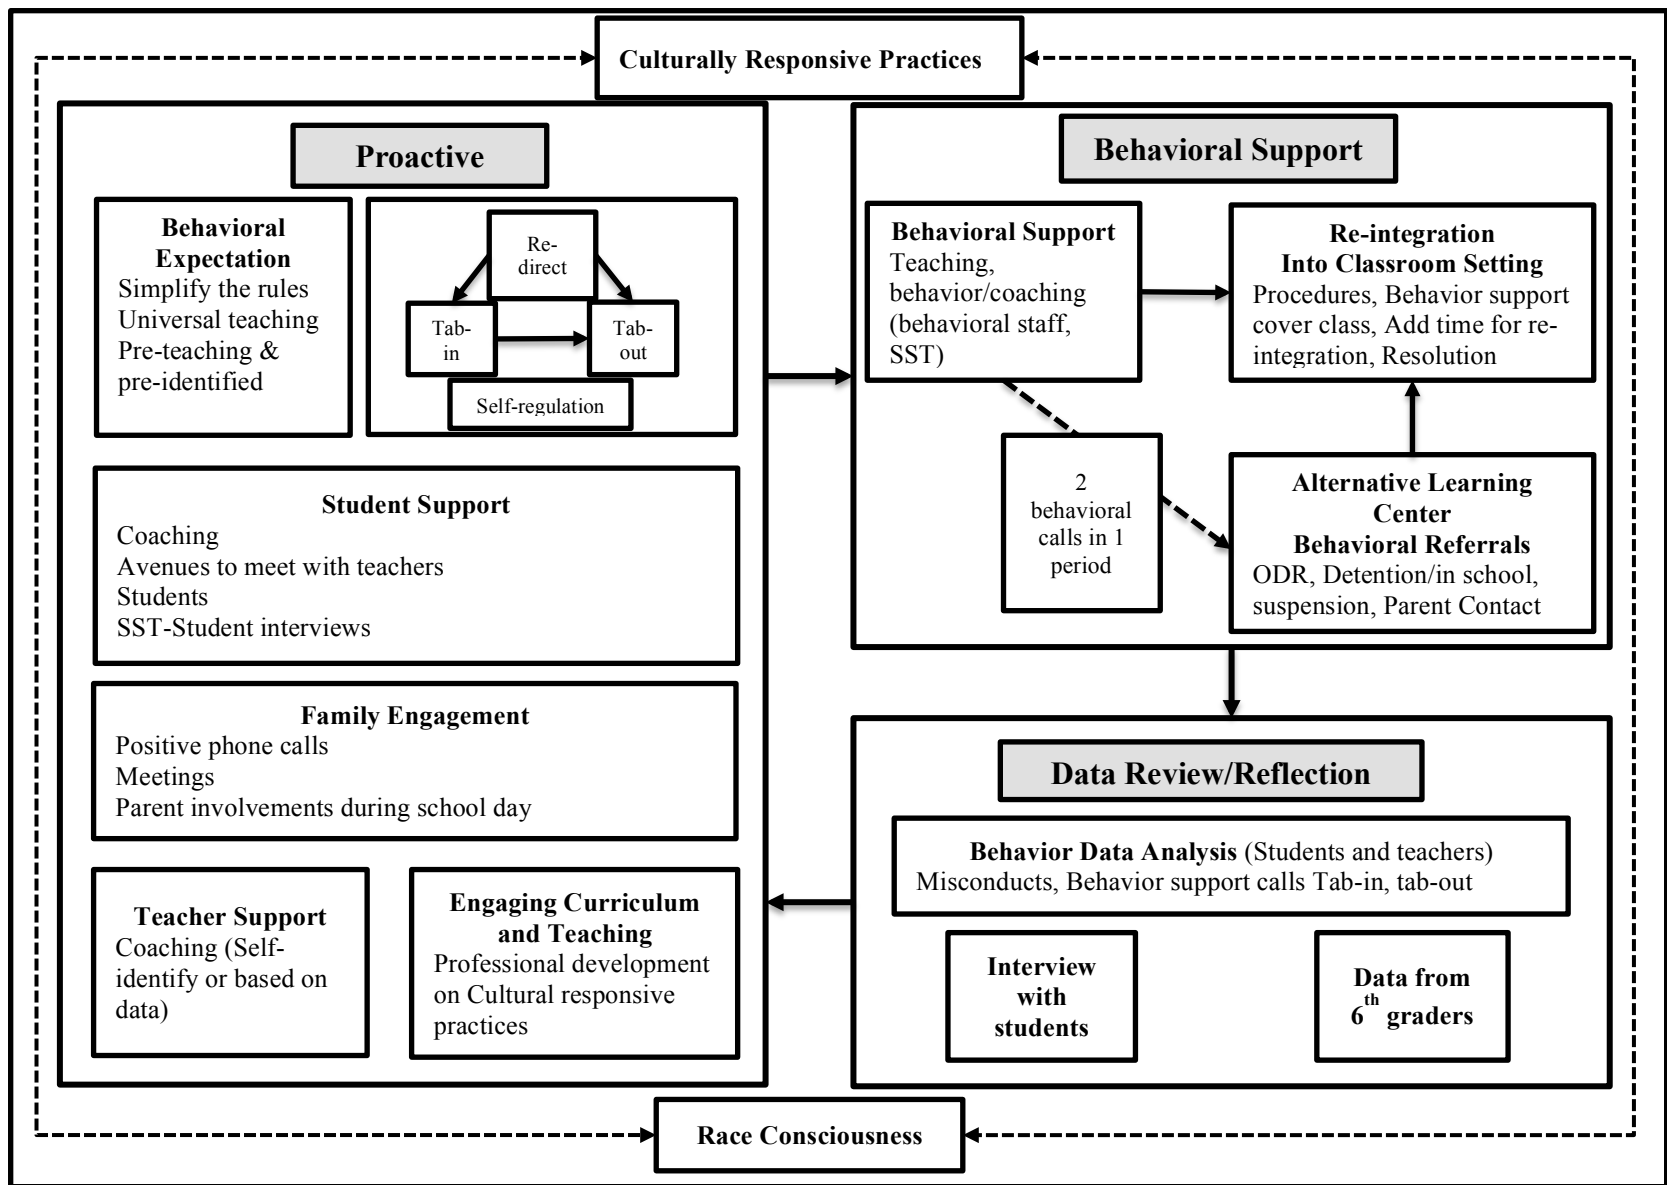 Culturally Responsive Practices
Proactive
Behavioral
Expectation
Simplify the rules
Universal teaching
Pre-teaching &
pre-identified
Re-
direct
Tab-
in
Tab-
out
Self-regulation
Student Support
Coaching
Avenues to meet with teachers
Students
SST-Student interviews
Family Engagement
Positive phone calls
Meetings
Parent involvements during school day
Teacher Support
Coaching (Self-
identify or based on
data)
Engaging Curriculum
and Teaching
Professional development
on Cultural responsive
practices
Behavioral Support
Behavioral Support
Teaching,
behavior/coaching
(behavioral staff,
SST)
Re-integration
Into Classroom Setting
Procedures, Behavior support
cover class, Add time for re-
integration, Resolution
2
behavioral
calls in 1
period
Alternative Learning
Center
Behavioral Referrals
ODR, Detention/in school,
suspension, Parent Contact
Data Review/Reflection
Behavior Data Analysis (Students and teachers)
Misconducts, Behavior support calls Tab-in, tab-out
Interview
with
students
Data from
6th graders
Race Consciousness